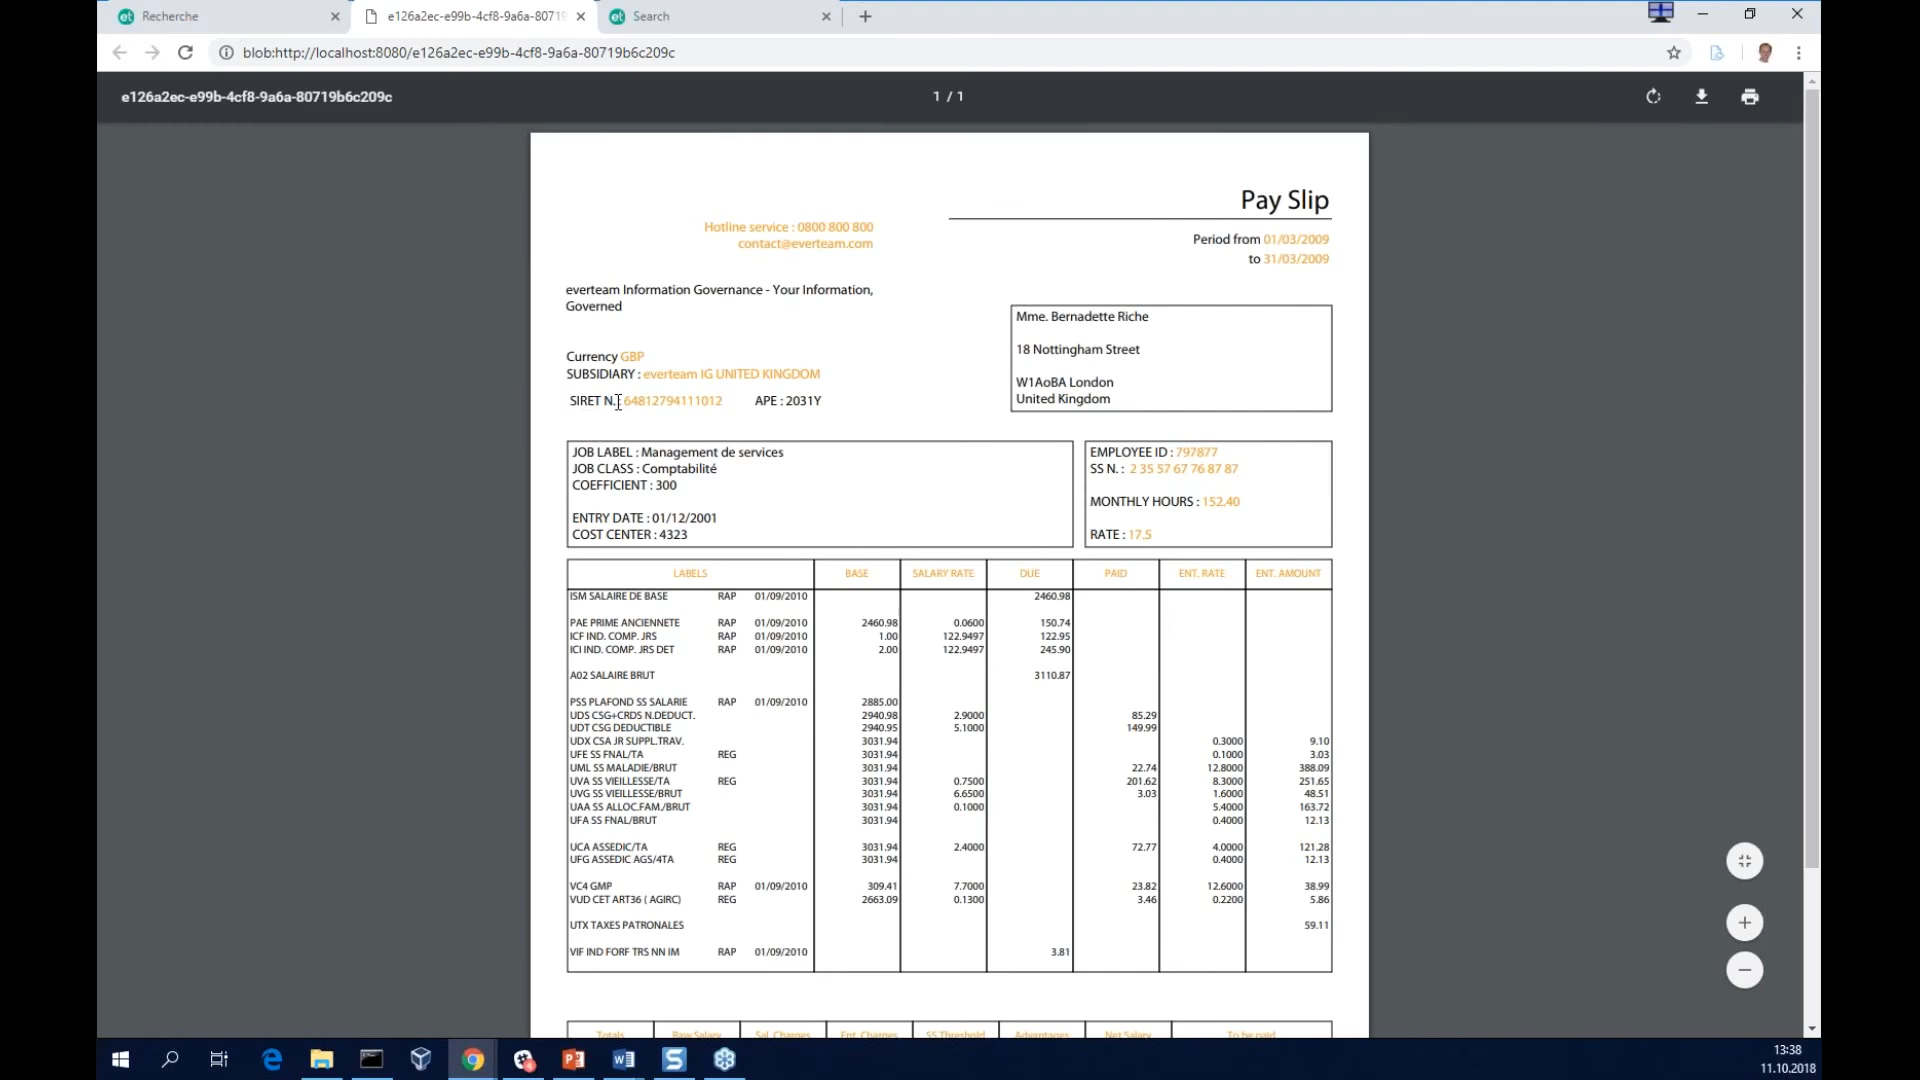 Recherche
e126a2ec-e99b-4cf8-9a6a-80719
Search
blob:http://localhost:8080/e126a2ec-e99b-4cf8-9a6a-80719b6c209c
e126a2ec-e99b-4cf8-9a6a-80719b6c209c
1 / 1
Pay Slip
Hotline service : 0800 800 800
contact@everteam.com
Period from 01/03/2009
to 31/03/2009
everteam Information Governance - Your Information,
Governed
Mme. Bernadette Riche
18 Nottingham Street
W1AoBA London
United Kingdom
Currency GBP
SUBSIDIARY : everteam IG UNITED KINGDOM
SIRET N. : 64812794111012 APE : 2031Y
JOB LABEL : Management de services
JOB CLASS : Comptabilité
COEFFICIENT : 300
ENTRY DATE : 01/12/2001
COST CENTER : 4323
EMPLOYEE ID : 797877
SS N. : 2 35 57 67 76 87 87
MONTHLY HOURS : 152.40
RATE : 17.5
LABELS BASE SALARY RATE DUE PAID ENT. RATE ENT. AMOUNT
ISM SALAIRE DE BASE RAP 01/09/2010 2460.98
PAE PRIME ANCIENNETE RAP 01/09/2010 2460.98 0.0600 150.74
ICF IND. COMP. JRS RAP 01/09/2010 1.00 122.9497 122.95
ICI IND. COMP. JRS DET RAP 01/09/2010 2.00 122.9497 245.90
A02 SALAIRE BRUT 3110.87
PSS PLAFOND SS SALARIE RAP 01/09/2010 2885.00
UDS CSG+CRDS N.DEDUCT. 2940.98 2.9000 85.29
UDT CSG DEDUCTIBLE 2940.95 5.1000 149.99
UDX CSA JR SUPPL.TRAV. 3031.94 0.3000 9.10
UFE SS FNAL/TA REG 3031.94 0.1000 3.03
UML SS MALADIE/BRUT 3031.94 22.74 12.8000 388.09
UVA SS VIEILLESSE/TA REG 3031.94 0.7500 201.62 8.3000 251.65
UVG SS VIEILLESSE/BRUT 3031.94 6.6500 3.03 1.6000 48.51
UAA SS ALLOC.FAM./BRUT 3031.94 0.1000 5.4000 163.72
UFA SS FNAL/BRUT 3031.94 0.4000 12.13
UCA ASSEDIC/TA REG 3031.94 2.4000 72.77 4.0000 121.28
UFG ASSEDIC AGS/4TA REG 3031.94 0.4000 12.13
VC4 GMP RAP 01/09/2010 309.41 7.7000 23.82 12.6000 38.99
VUD CET ART36 ( AGIRC) REG 2663.09 0.1300 3.46 0.2200 5.86
UTX TAXES PATRONALES 59.11
VIF IND FORF TRS NN IM RAP 01/09/2010 3.81
Totals Raw Salary Sal. Charges Ent. Charges SS Threshold Advantages Net Salary To be paid
13:38
11.10.2018